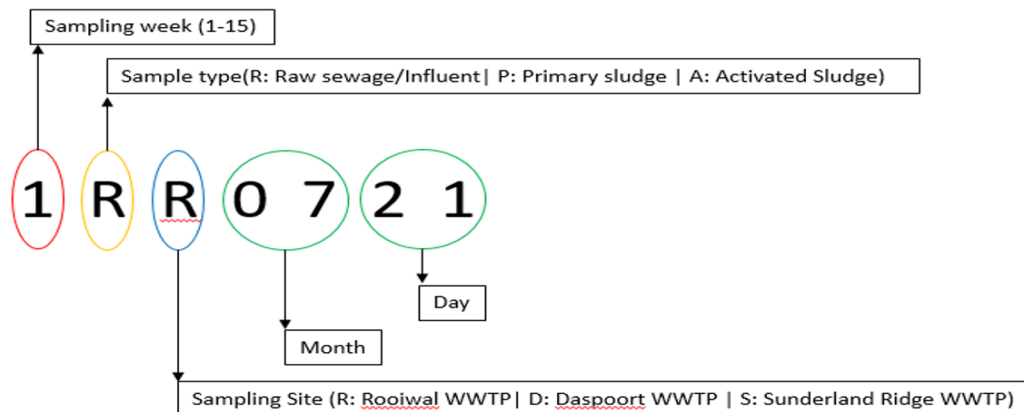 Sampling week (1-15)
Sample type(R: Raw sewage/Influent| P: Primary sludge | A: Activated Sludge)
1 R R 0 7 2 1
Day
Month
Sampling Site (R: Rooiwal WWTP| D: Daspoort WWTP | S: Sunderland Ridge WWTP)